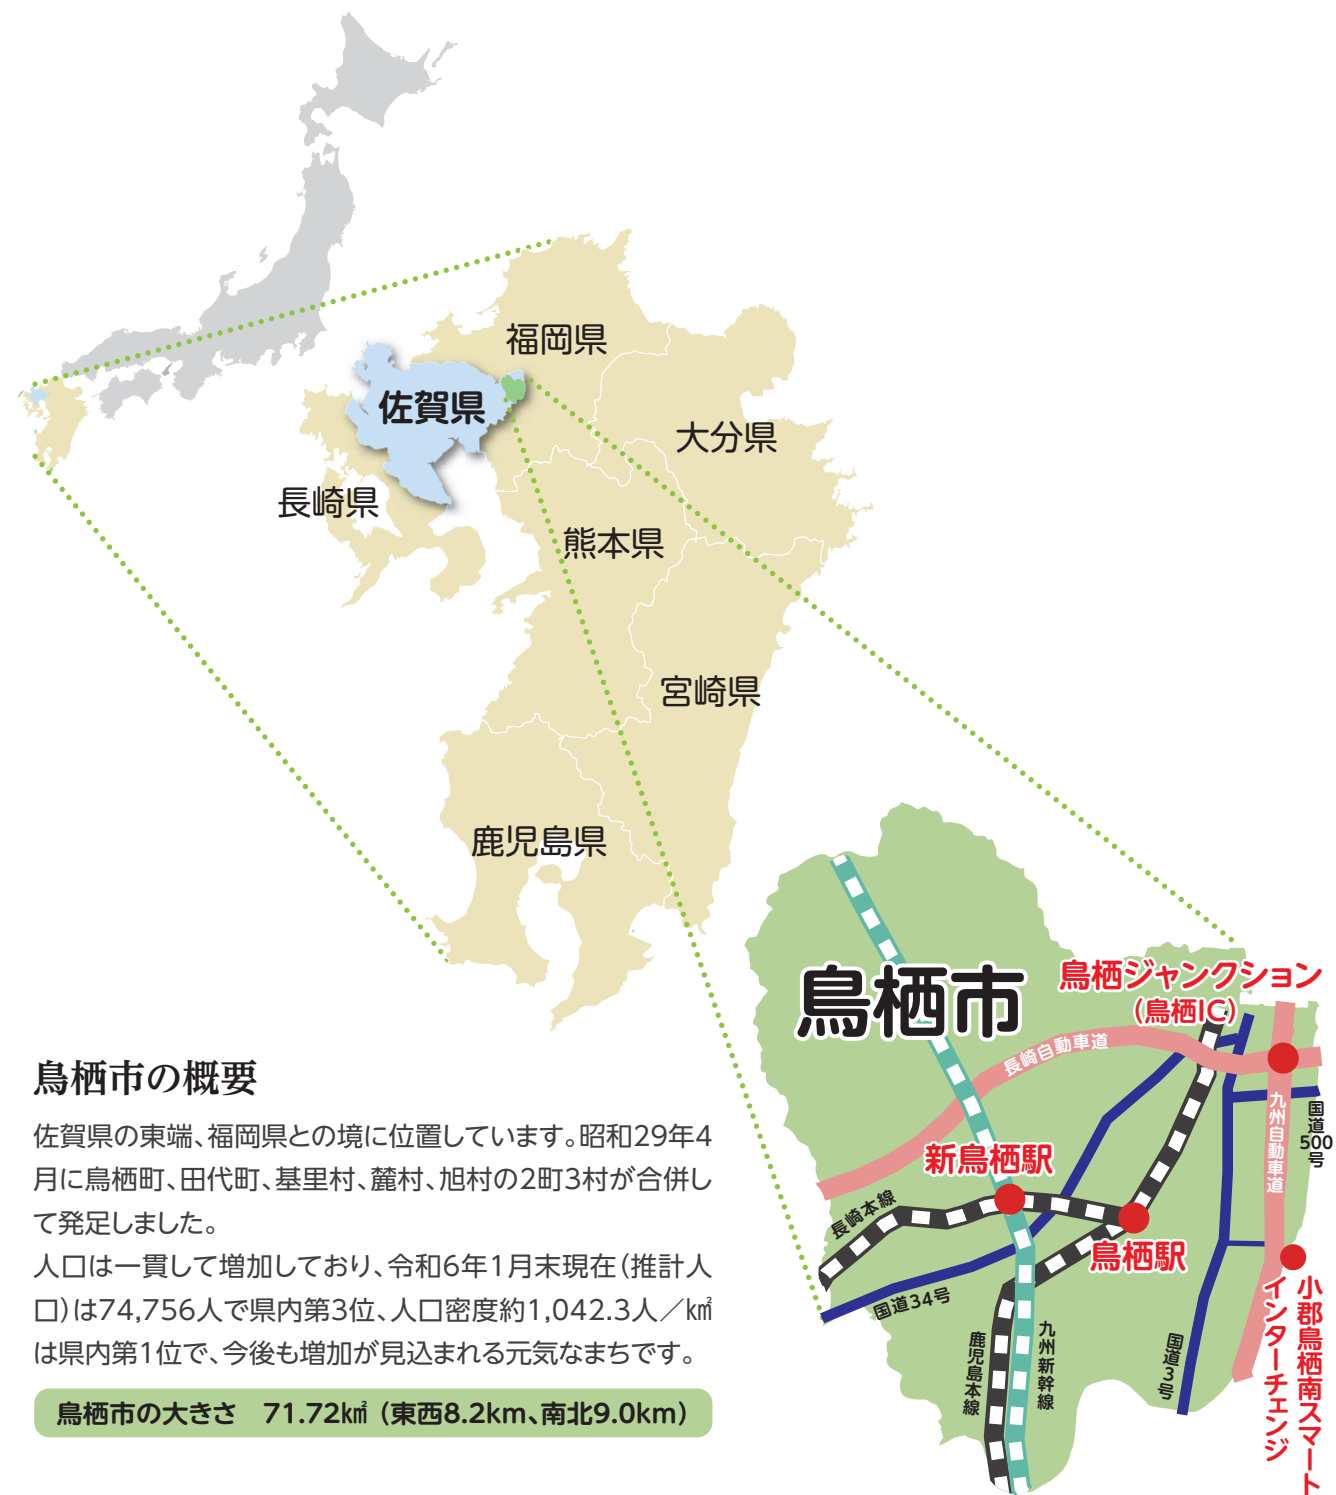 福岡県
佐賀県
大分県
長崎県
熊本県
宮崎県
鹿児島県
鳥栖市
鳥栖ジャンクション
(鳥栖IC)
長崎自動車道
九州自動車道
国道
500
号
新鳥栖駅
長崎本線
鳥栖駅
国道34号
鹿児島本線
九州新幹線
国道3号
小郡鳥栖南スマート
インターチェンジ
鳥栖市の概要
佐賀県の東端、福岡県との境に位置しています。昭和29年4
月に鳥栖町、田代町、基里村、麓村、旭村の2町3村が合併し
て発足しました。
人口は一貫して増加しており、令和6年1月末現在(推計人
口)は74,756人で県内第3位、人口密度約1,042.3人/㎢
は県内第1位で、今後も増加が見込まれる元気なまちです。
鳥栖市の大きさ　71.72㎢(東西8.2km、南北9.0km)